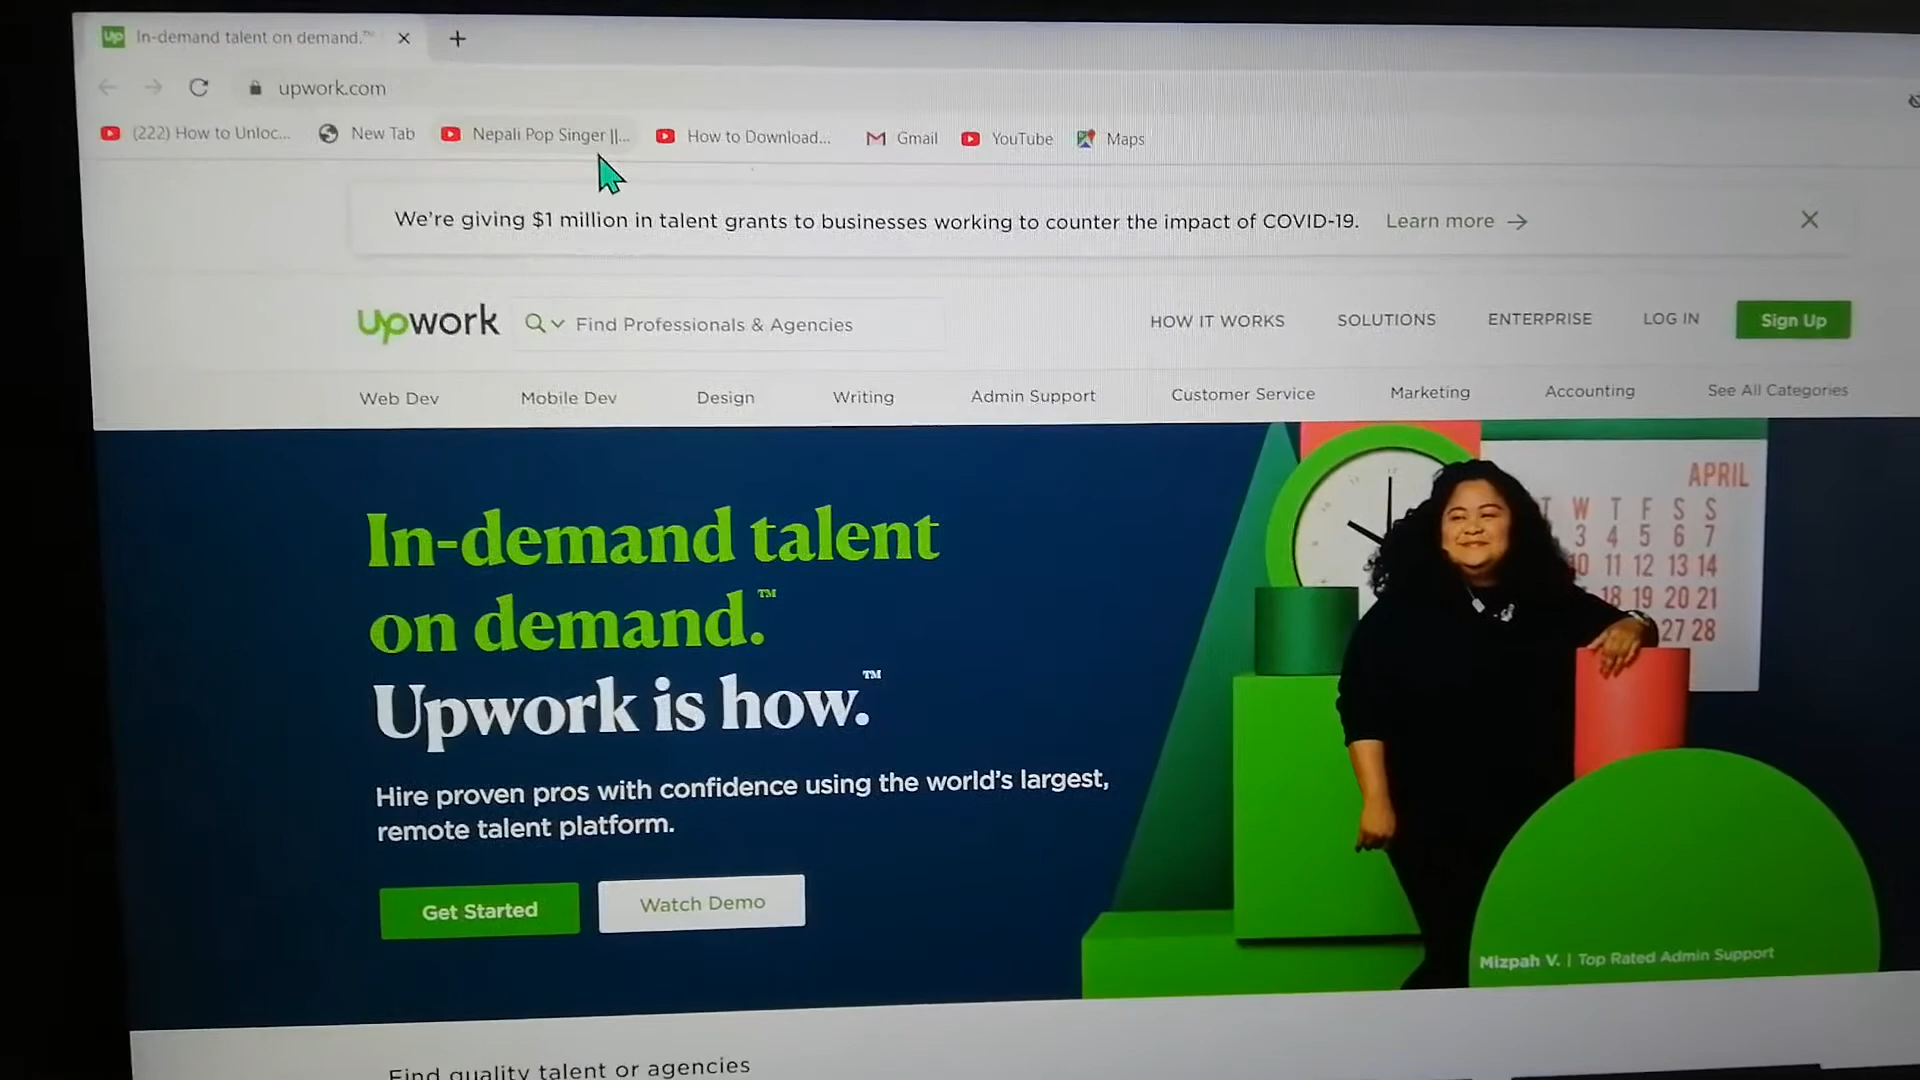 In-demand talent on demand.™
upwork.com
(222) How to Unloc... New Tab Nepali Pop Singer ||... How to Download... Gmail YouTube Maps
We're giving $1 million in talent grants to businesses working to counter the impact of COVID-19. Learn more →
upwork Find Professionals & Agencies HOW IT WORKS SOLUTIONS ENTERPRISE LOG IN Sign Up
Web Dev Mobile Dev Design Writing Admin Support Customer Service Marketing Accounting See All Categories
In-demand talent
on demand.™
Upwork is how.™
Hire proven pros with confidence using the world's largest,
remote talent platform.
Get Started Watch Demo
APRIL
T W T F S S
3 4 5 6 7
10 11 12 13 14
18 19 20 21
27 28
Mizpah V. | Top Rated Admin Support
Find quality talent or agencies